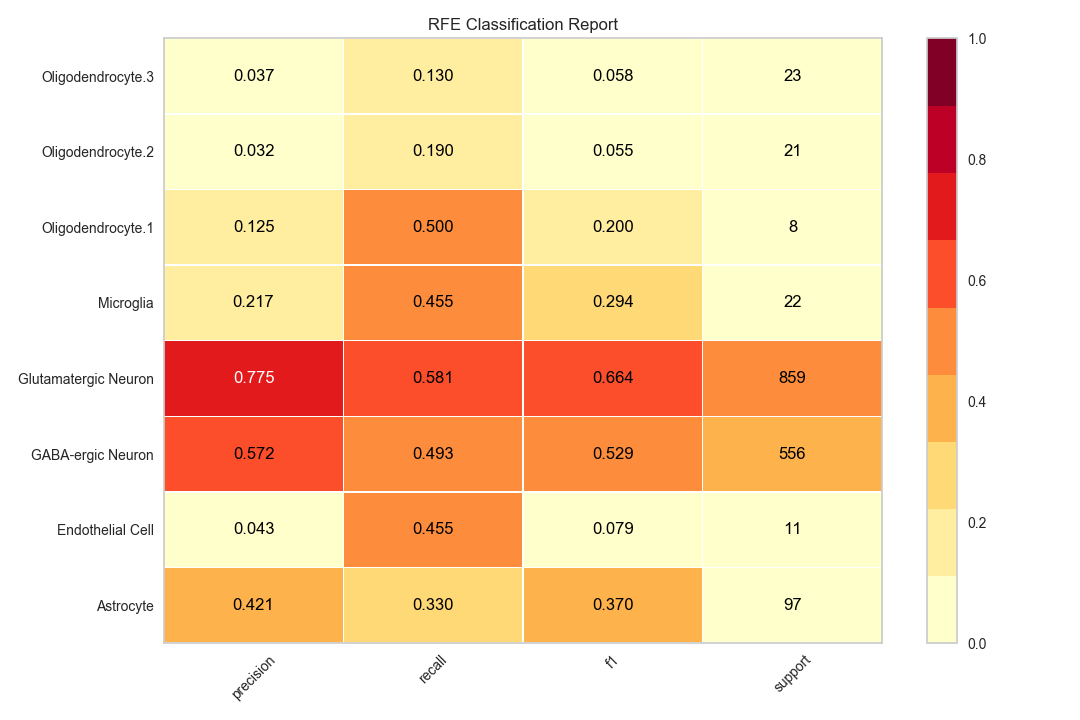 RFE Classification Report
Oligodendrocyte.3 0.037 0.130 0.058 23
Oligodendrocyte.2 0.032 0.190 0.055 21
Oligodendrocyte.1 0.125 0.500 0.200 8
Microglia 0.217 0.455 0.294 22
Glutamatergic Neuron 0.775 0.581 0.664 859
GABA-ergic Neuron 0.572 0.493 0.529 556
Endothelial Cell 0.043 0.455 0.079 11
Astrocyte 0.421 0.330 0.370 97
precision recall f1 support
1.0
0.8
0.6
0.4
0.2
0.0